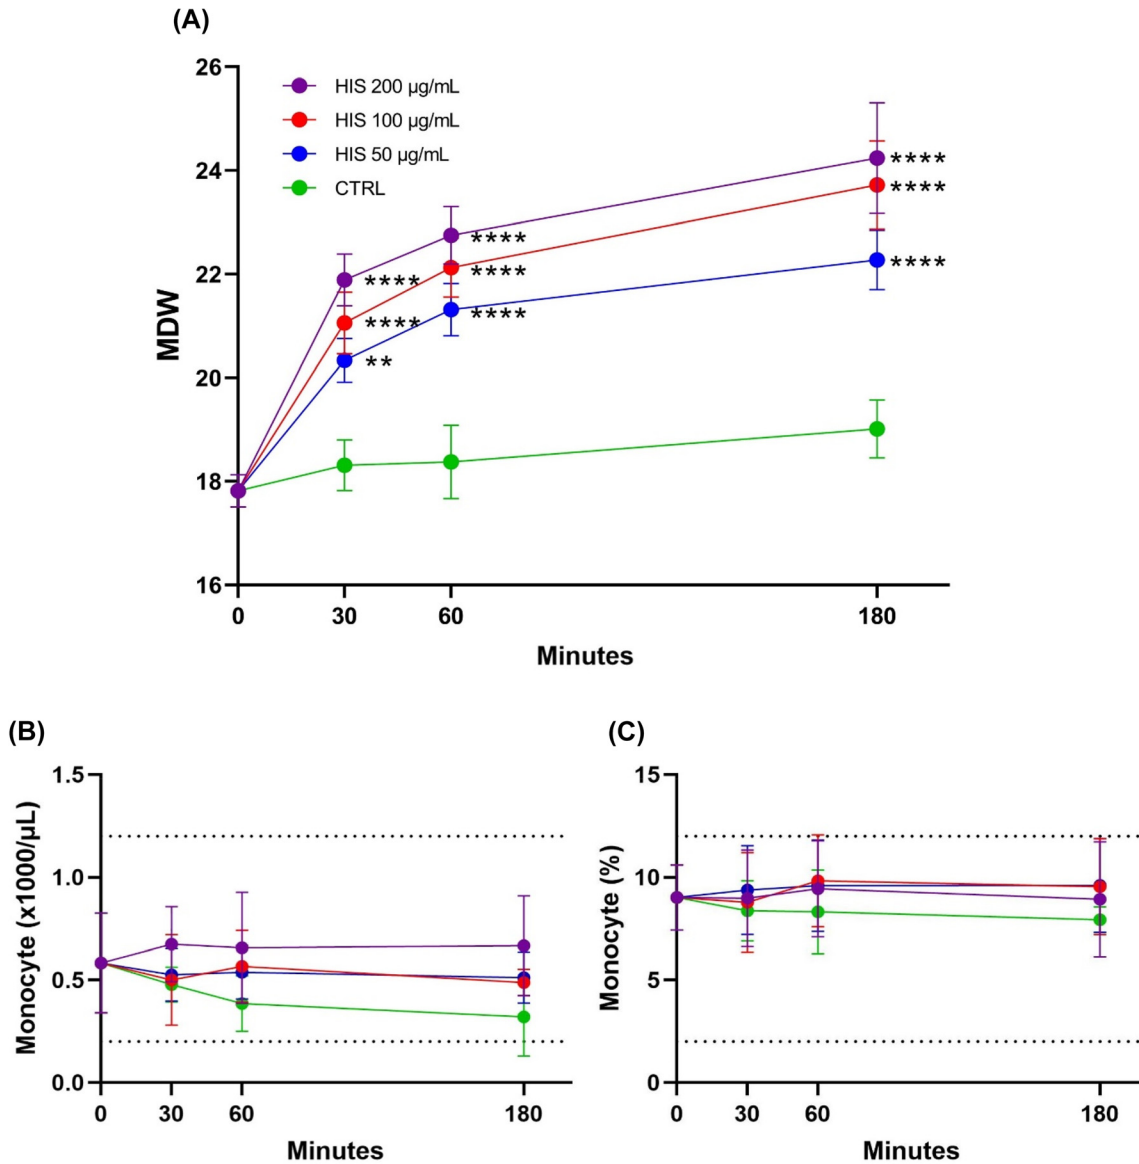 (A)
26
24
22
20
18
16
MDW
HIS 200 µg/mL
HIS 100 µg/mL
HIS 50 µg/mL
CTRL
****
****
****
****
****
****
****
****
**
0 30 60 180
Minutes
(B)
1.5
1.0
0.5
0.0
Monocyte (x1000/µL)
0 30 60 180
Minutes
(C)
15
10
5
0
Monocyte (%)
0 30 60 180
Minutes